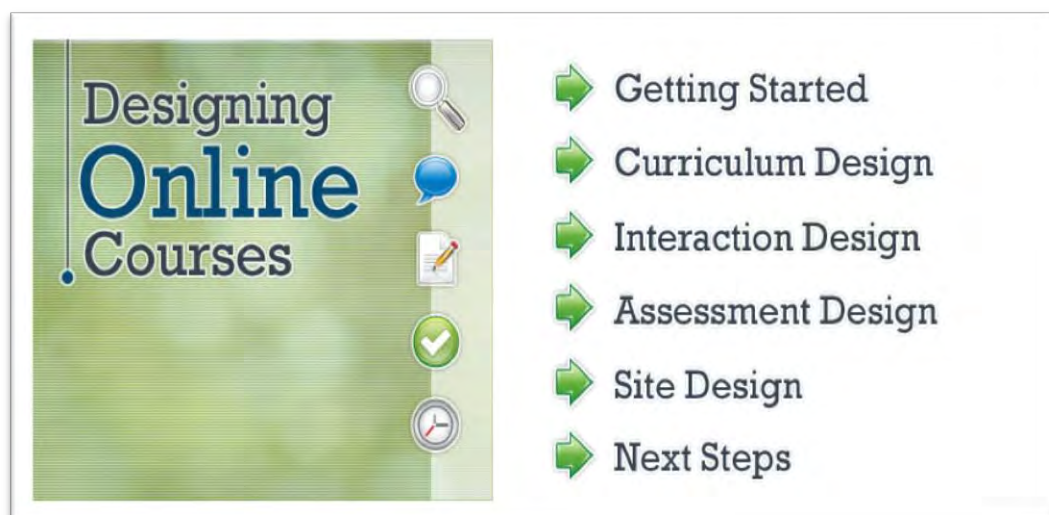 Designing
Online
Courses
Getting Started
Curriculum Design
Interaction Design
Assessment Design
Site Design
Next Steps